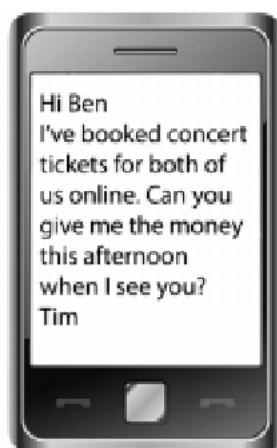 Hi Ben
I've booked concert
tickets for both of
us online. Can you
give me the money
this afternoon
when I see you?
Tim